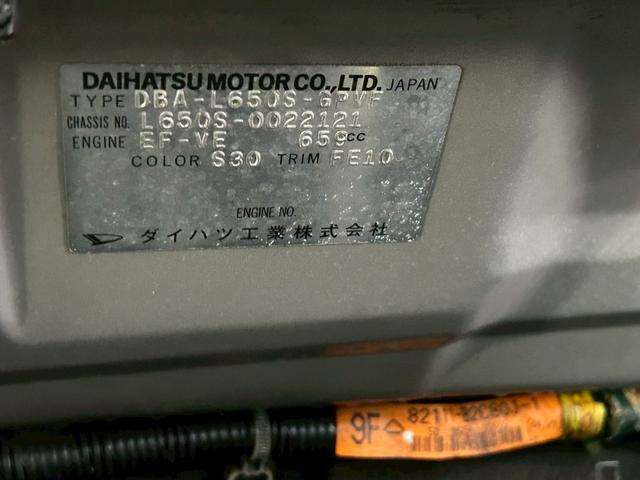 DAIHATSU MOTOR CO., LTD. JAPAN
TYPE DBA-L650S-GPVF
CHASSIS NO. L650S-0022121
ENGINE EF-VE 659cc
COLOR S30 TRIM FE10
ENGINE NO.
ダイハツ工業株式会社
9F